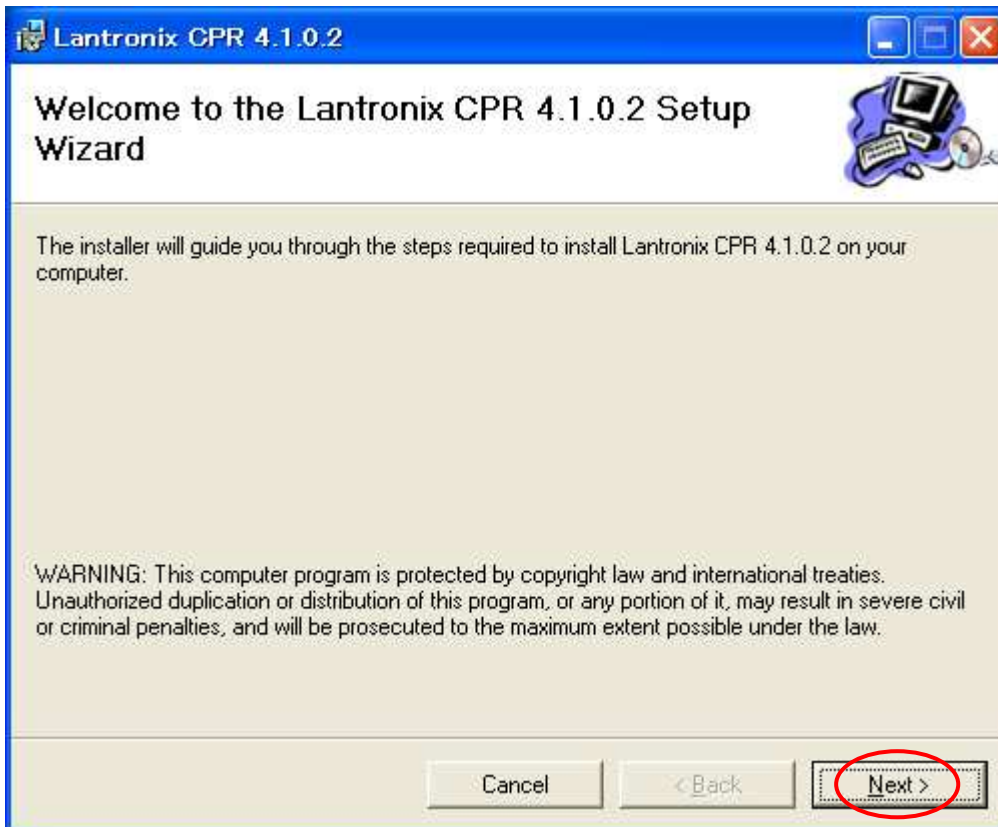 Lantronix CPR 4.1.0.2
Welcome to the Lantronix CPR 4.1.0.2 Setup
Wizard
The installer will guide you through the steps required to install Lantronix CPR 4.1.0.2 on your
computer.
WARNING: This computer program is protected by copyright law and international treaties.
Unauthorized duplication or distribution of this program, or any portion of it, may result in severe civil
or criminal penalties, and will be prosecuted to the maximum extent possible under the law.
Cancel < Back Next >